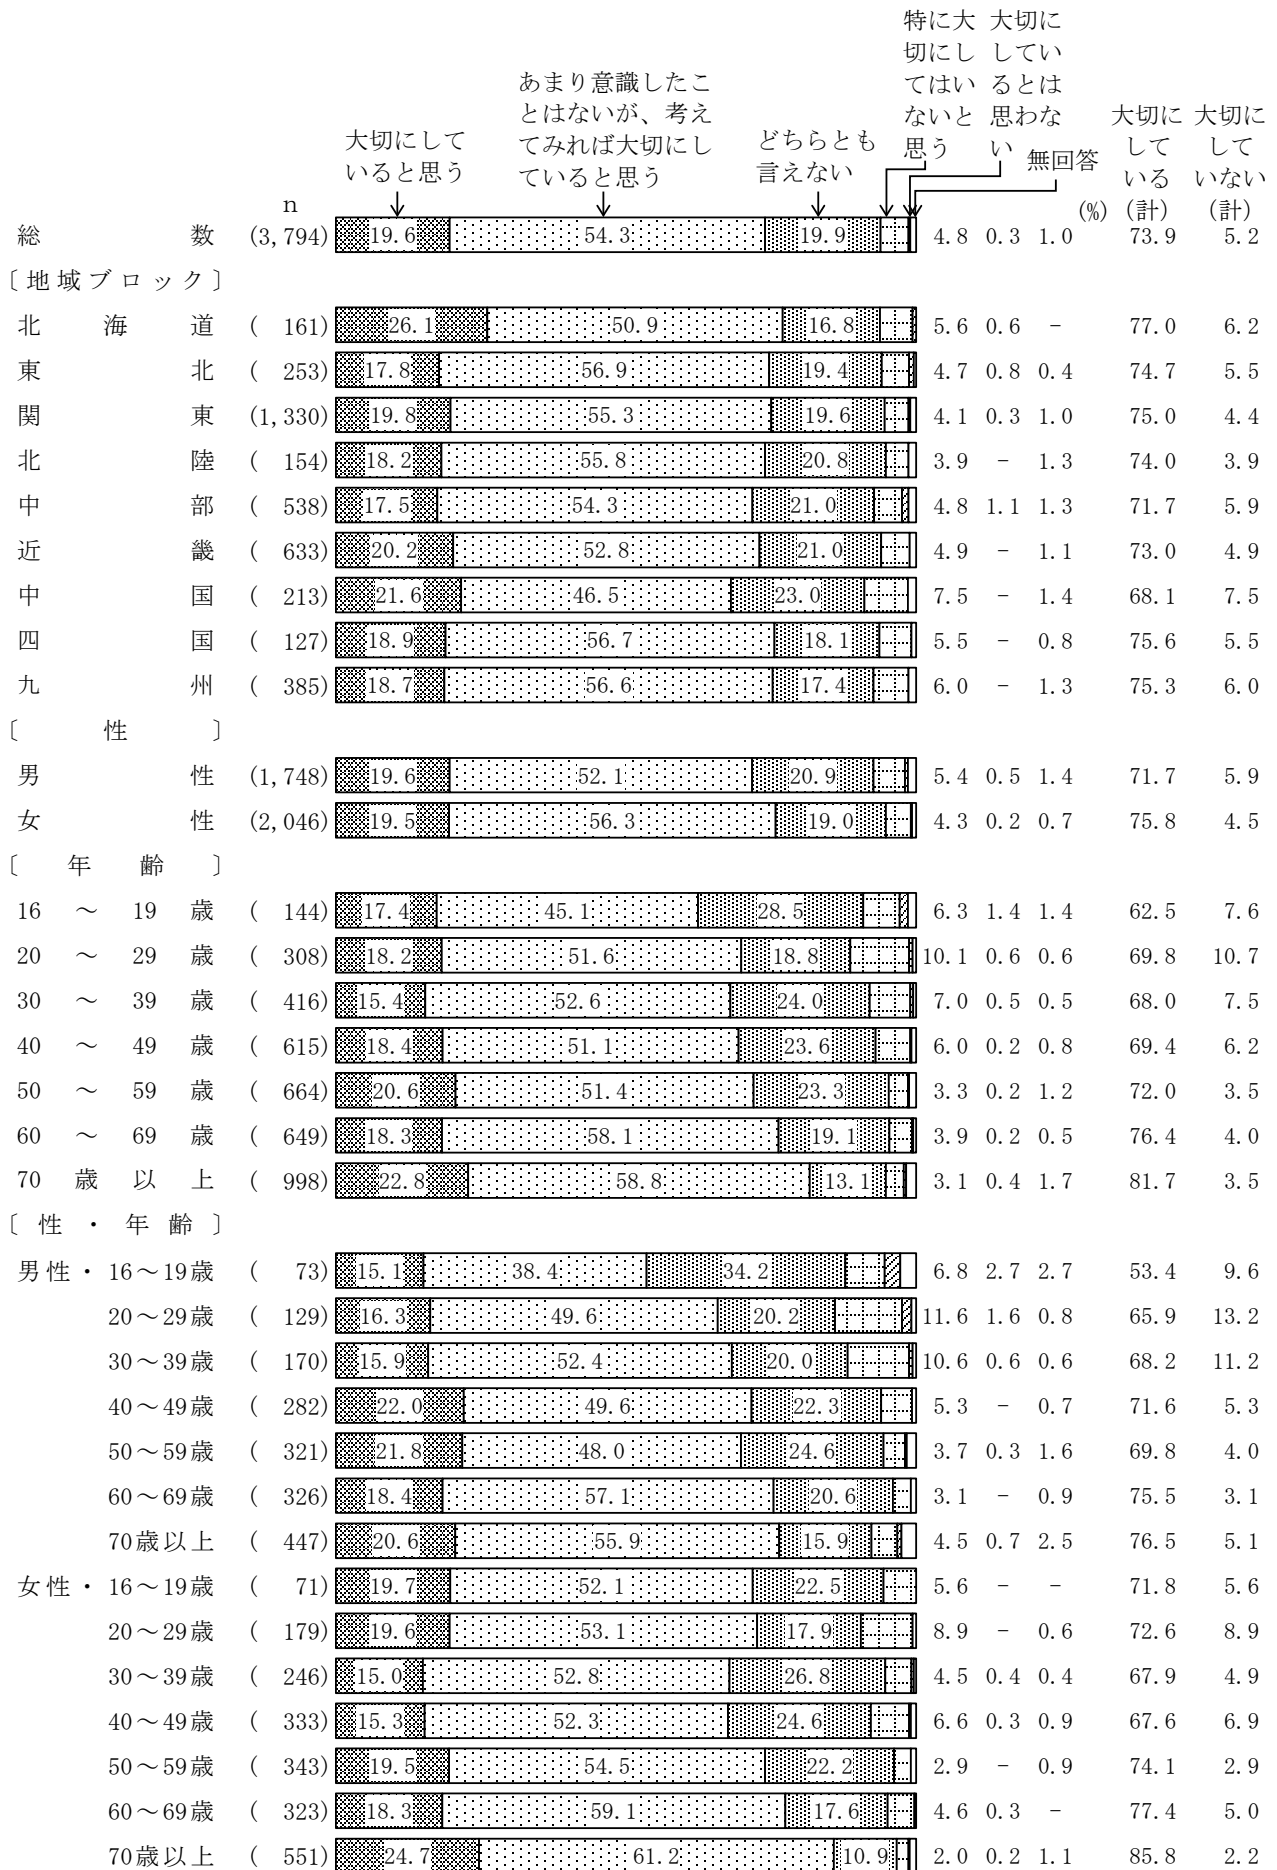 大切にして
いると思う
あまり意識したこ
とはないが、考え
てみれば大切にし
ていると思う
どちらとも
言えない
特に大
切にし
てはい
ないと
思う
大切に
してい
るとは
思わな
い
無回答
大切に
して
いる
（計）
大切に
して
いない
（計）
n
(%)
総数 (3,794) 19.6 54.3 19.9 4.8 0.3 1.0 73.9 5.2
〔地域ブロック〕
北海道 ( 161) 26.1 50.9 16.8 5.6 0.6 - 77.0 6.2
東北 ( 253) 17.8 56.9 19.4 4.7 0.8 0.4 74.7 5.5
関東 (1,330) 19.8 55.3 19.6 4.1 0.3 1.0 75.0 4.4
北陸 ( 154) 18.2 55.8 20.8 3.9 - 1.3 74.0 3.9
中部 ( 538) 17.5 54.3 21.0 4.8 1.1 1.3 71.7 5.9
近畿 ( 633) 20.2 52.8 21.0 4.9 - 1.1 73.0 4.9
中国 ( 213) 21.6 46.5 23.0 7.5 - 1.4 68.1 7.5
四国 ( 127) 18.9 56.7 18.1 5.5 - 0.8 75.6 5.5
九州 ( 385) 18.7 56.6 17.4 6.0 - 1.3 75.3 6.0
〔性〕
男性 (1,748) 19.6 52.1 20.9 5.4 0.5 1.4 71.7 5.9
女性 (2,046) 19.5 56.3 19.0 4.3 0.2 0.7 75.8 4.5
〔年齢〕
16～19歳 ( 144) 17.4 45.1 28.5 6.3 1.4 1.4 62.5 7.6
20～29歳 ( 308) 18.2 51.6 18.8 10.1 0.6 0.6 69.8 10.7
30～39歳 ( 416) 15.4 52.6 24.0 7.0 0.5 0.5 68.0 7.5
40～49歳 ( 615) 18.4 51.1 23.6 6.0 0.2 0.8 69.4 6.2
50～59歳 ( 664) 20.6 51.4 23.3 3.3 0.2 1.2 72.0 3.5
60～69歳 ( 649) 18.3 58.1 19.1 3.9 0.2 0.5 76.4 4.0
70歳以上 ( 998) 22.8 58.8 13.1 3.1 0.4 1.7 81.7 3.5
〔性・年齢〕
男性・16～19歳 ( 73) 15.1 38.4 34.2 6.8 2.7 2.7 53.4 9.6
20～29歳 ( 129) 16.3 49.6 20.2 11.6 1.6 0.8 65.9 13.2
30～39歳 ( 170) 15.9 52.4 20.0 10.6 0.6 0.6 68.2 11.2
40～49歳 ( 282) 22.0 49.6 22.3 5.3 - 0.7 71.6 5.3
50～59歳 ( 321) 21.8 48.0 24.6 3.7 0.3 1.6 69.8 4.0
60～69歳 ( 326) 18.4 57.1 20.6 3.1 - 0.9 75.5 3.1
70歳以上 ( 447) 20.6 55.9 15.9 4.5 0.7 2.5 76.5 5.1
女性・16～19歳 ( 71) 19.7 52.1 22.5 5.6 - - 71.8 5.6
20～29歳 ( 179) 19.6 53.1 17.9 8.9 - 0.6 72.6 8.9
30～39歳 ( 246) 15.0 52.8 26.8 4.5 0.4 0.4 67.9 4.9
40～49歳 ( 333) 15.3 52.3 24.6 6.6 0.3 0.9 67.6 6.9
50～59歳 ( 343) 19.5 54.5 22.2 2.9 - 0.9 74.1 2.9
60～69歳 ( 323) 18.3 59.1 17.6 4.6 0.3 - 77.4 5.0
70歳以上 ( 551) 24.7 61.2 10.9 2.0 0.2 1.1 85.8 2.2